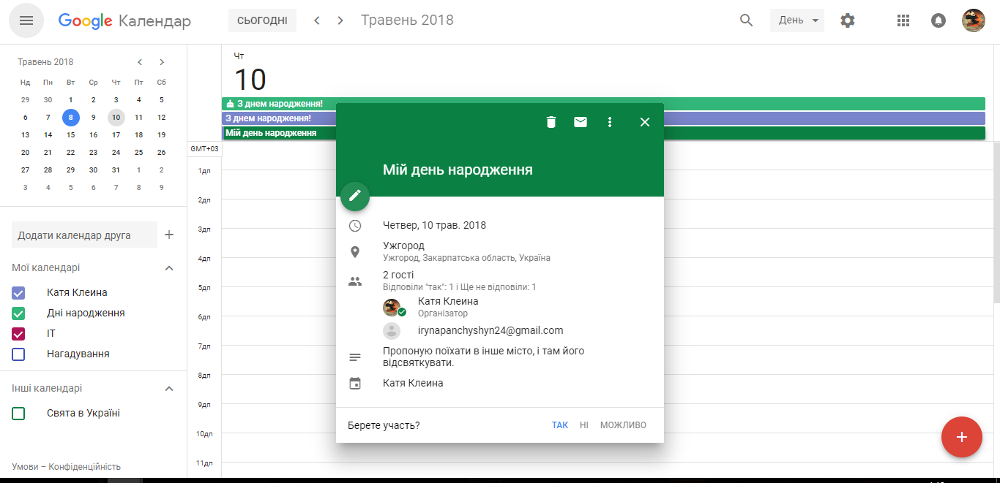 Google Календар
СЬОГОДНІ
Травень 2018
День
Травень 2018
Нд Пн Вт Ср Чт Пт Сб
29 30 1 2 3 4 5
6 7 8 9 10 11 12
13 14 15 16 17 18 19
20 21 22 23 24 25 26
27 28 29 30 31 1 2
3 4 5 6 7 8 9
Додати календар друга
Мої календарі
Катя Клеина
Дні народження
IT
Нагадування
Інші календарі
Свята в Україні
Умови – Конфіденційність
Чт
10
З днем народження!
З днем народження!
Мій день народження
GMT+03
1дп
2дп
3дп
4дп
5дп
6дп
7дп
8дп
9дп
10дп
11дп
Мій день народження
Четвер, 10 трав. 2018
Ужгород
Ужгород, Закарпатська область, Україна
2 гості
Відповіли "так": 1 і Ще не відповіли: 1
Катя Клеина
Організатор
irynapanchyshyn24@gmail.com
Пропоную поїхати в інше місто, і там його
відсвяткувати.
Катя Клеина
Берете участь?
ТАК НІ МОЖЛИВО